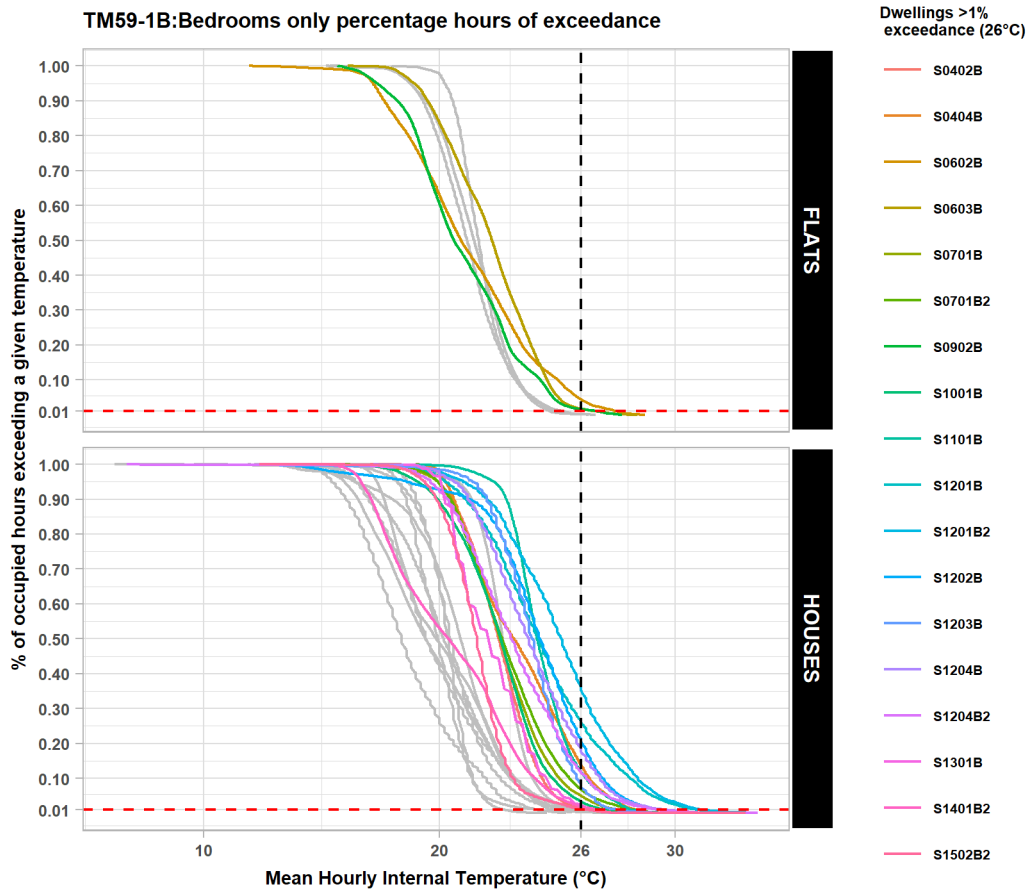 TM59-1B:Bedrooms only percentage hours of exceedance
Dwellings >1%
exceedance (26°C)
% of occupied hours exceeding a given temperature
1.00
0.90
0.80
0.70
0.60
0.50
0.40
0.30
0.20
0.10
0.01
FLATS
1.00
0.90
0.80
0.70
0.60
0.50
0.40
0.30
0.20
0.10
0.01
HOUSES
10
20
26
30
Mean Hourly Internal Temperature (°C)
S0402B
S0404B
S0602B
S0603B
S0701B
S0701B2
S0902B
S1001B
S1101B
S1201B
S1201B2
S1202B
S1203B
S1204B
S1204B2
S1301B
S1401B2
S1502B2